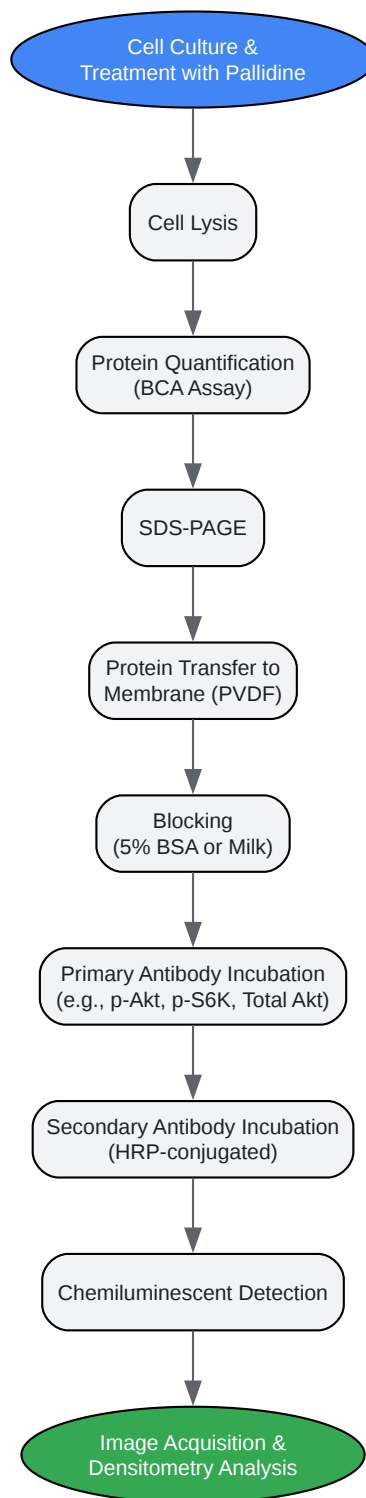 Cell Culture &
Treatment with Pallidine
Cell Lysis
Protein Quantification
(BCA Assay)
SDS-PAGE
Protein Transfer to
Membrane (PVDF)
Blocking
(5% BSA or Milk)
Primary Antibody Incubation
(e.g., p-Akt, p-S6K, Total Akt)
Secondary Antibody Incubation
(HRP-conjugated)
Chemiluminescent Detection
Image Acquisition &
Densitometry Analysis